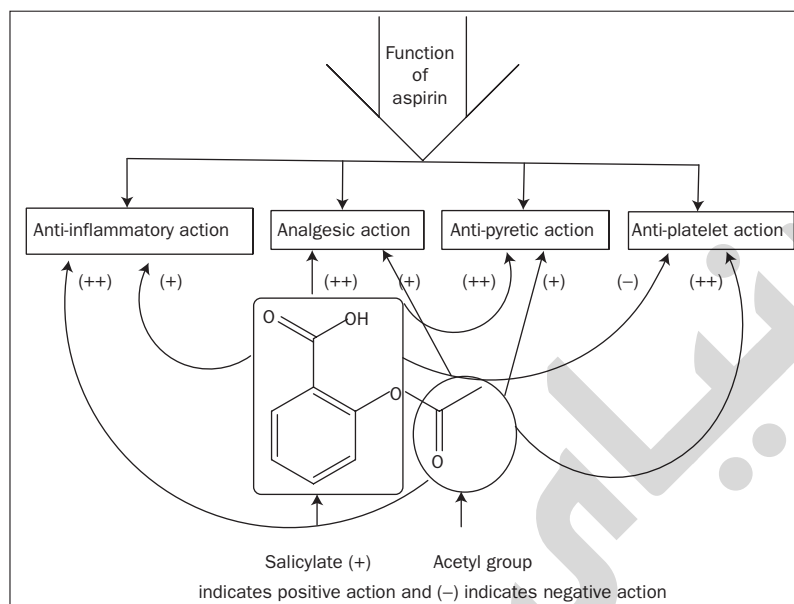 Function
of
aspirin
Anti-inflammatory action
Analgesic action
Anti-pyretic action
Anti-platelet action
(++)
(+)
(++)
(+)
(++)
(+)
(−)
(++)
O
OH
O
O
Salicylate (+)
Acetyl group
indicates positive action and (−) indicates negative action